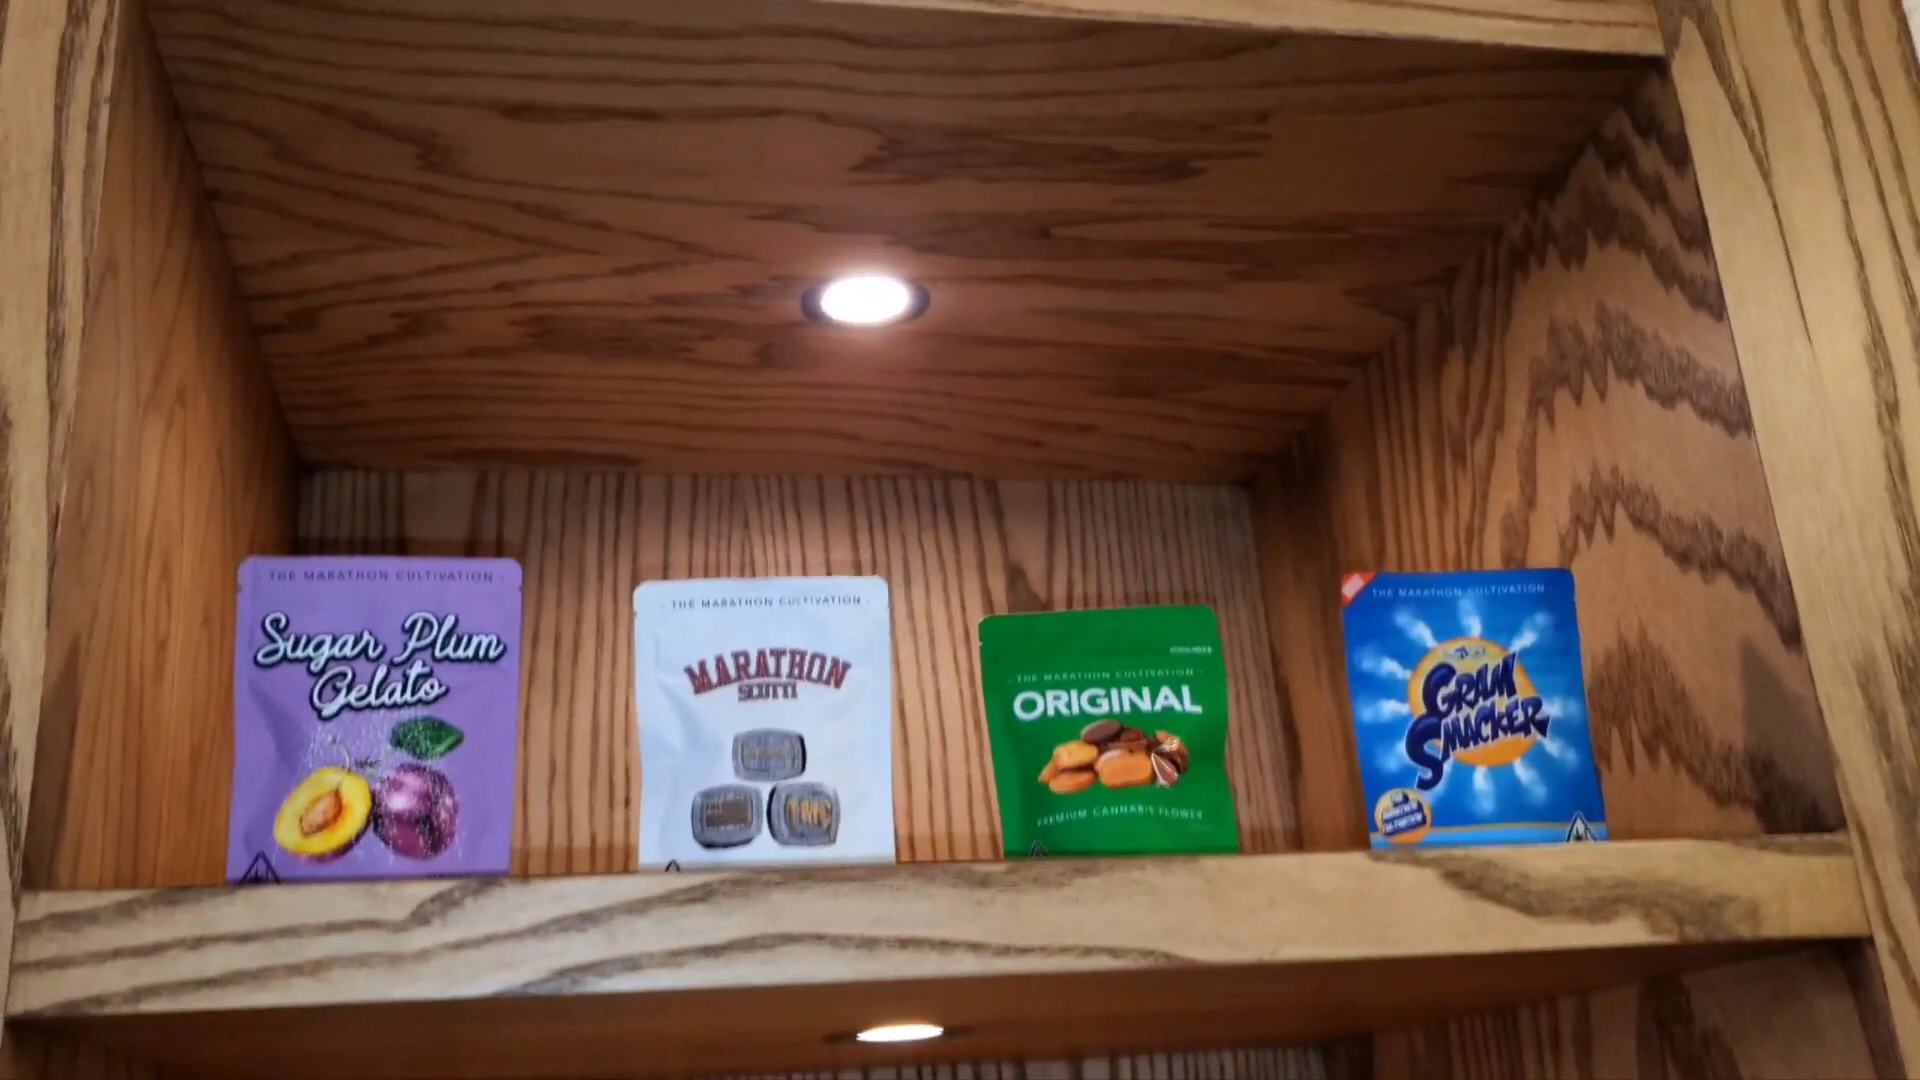 THE MARATHON CULTIVATION
Sugar Plum
Gelato
- THE MARATHON CULTIVATION -
MARATHON
SCOTTI
TMC
- THE MARATHON CULTIVATION -
ORIGINAL
PREMIUM CANNABIS FLOWER
THE MARATHON CULTIVATION
GRAM
SMACKER